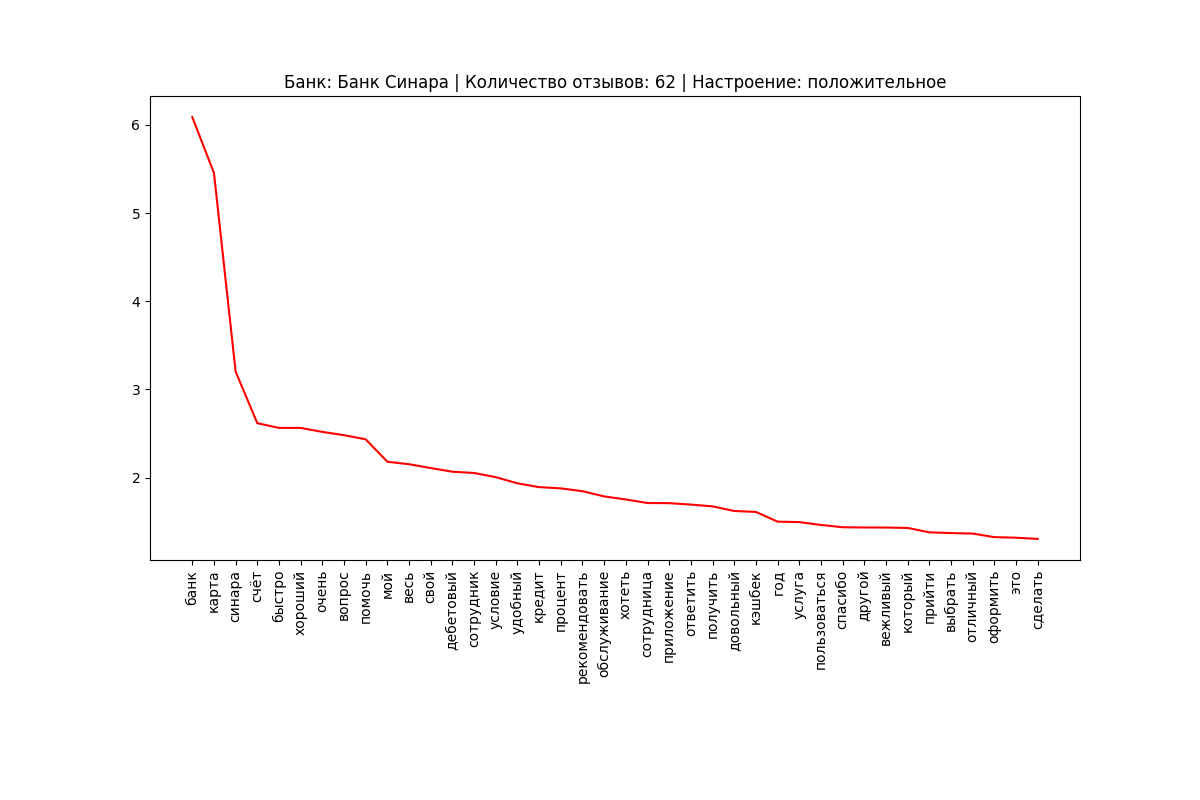 Банк: Банк Синара | Количество отзывов: 62 | Настроение: положительное
6
5
4
3
2
банк
карта
синара
счёт
быстро
хороший
очень
вопрос
помочь
мой
весь
свой
дебетовый
сотрудник
условие
удобный
кредит
процент
рекомендовать
обслуживание
хотеть
сотрудница
приложение
ответить
получить
довольный
кэшбек
год
услуга
пользоваться
спасибо
другой
вежливый
который
прийти
выбрать
отличный
оформить
это
сделать